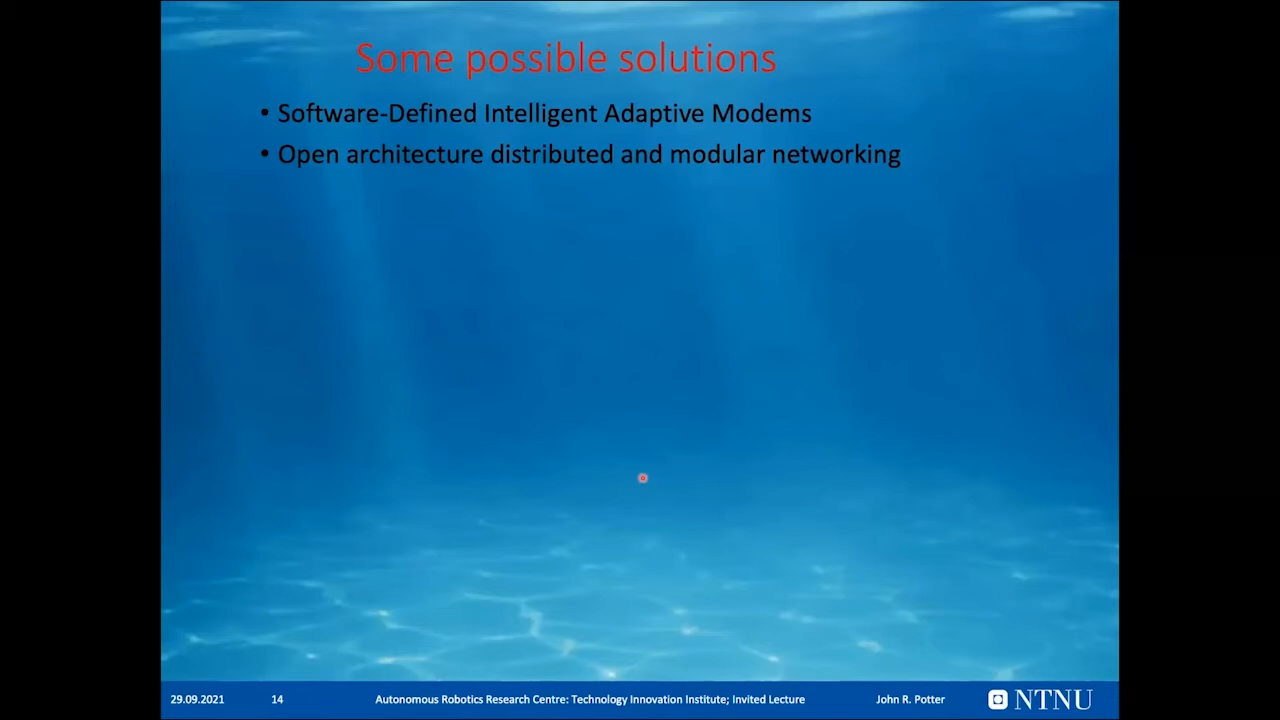 Some possible solutions
• Software-Defined Intelligent Adaptive Modems
• Open architecture distributed and modular networking
29.09.2021 14 Autonomous Robotics Research Centre: Technology Innovation Institute; Invited Lecture John R. Potter NTNU